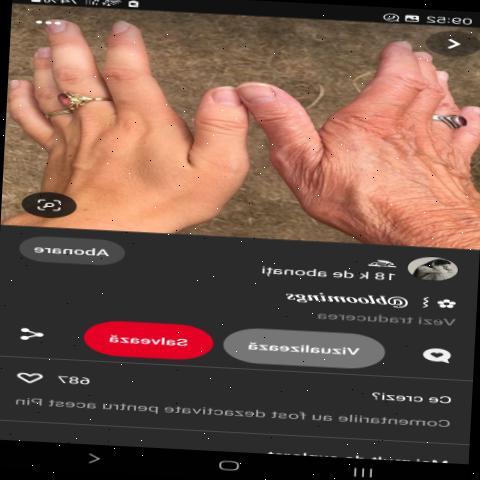 09:52
74%
18 k de abonați
Abonare
@bloomings
Vezi traducerea
Vizualizează
Salvează
687
Ce crezi?
Comentariile au fost dezactivate pentru acest Pin